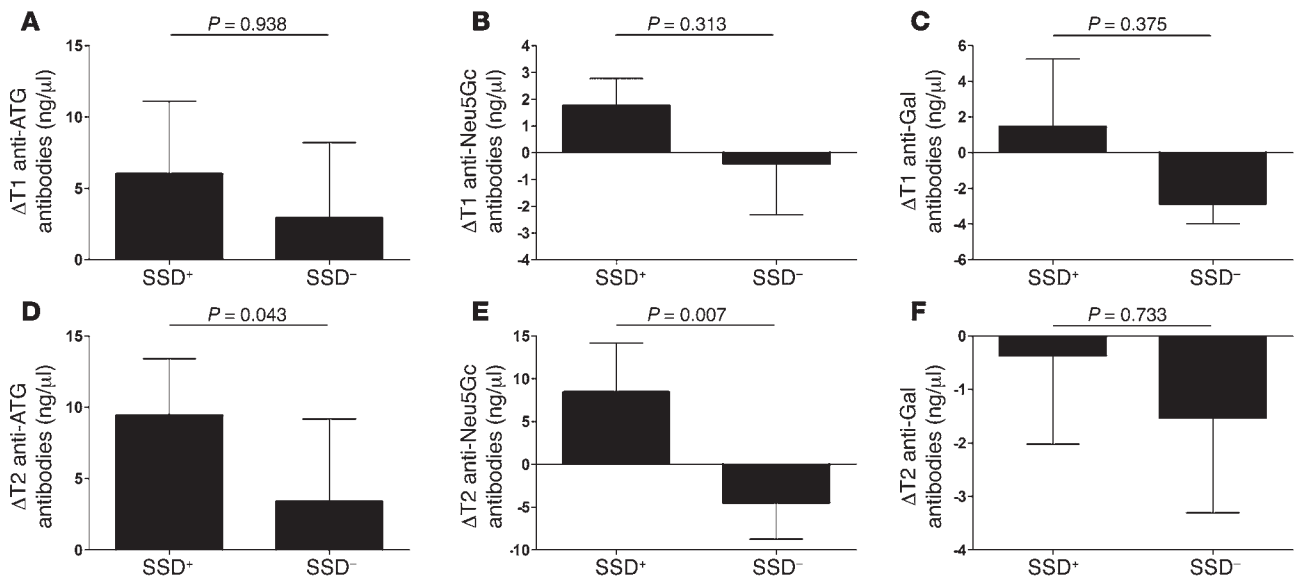 A
P = 0.938
ΔT1 anti-ATG
antibodies (ng/µl)
15
10
5
0
SSD⁺
SSD⁻
B
P = 0.313
ΔT1 anti-Neu5Gc
antibodies (ng/µl)
4
3
2
1
0
-1
-2
-3
-4
SSD⁺
SSD⁻
C
P = 0.375
ΔT1 anti-Gal
antibodies (ng/µl)
6
4
2
0
-2
-4
-6
SSD⁺
SSD⁻
D
P = 0.043
ΔT2 anti-ATG
antibodies (ng/µl)
15
10
5
0
SSD⁺
SSD⁻
E
P = 0.007
ΔT2 anti-Neu5Gc
antibodies (ng/µl)
15
10
5
0
-5
-10
SSD⁺
SSD⁻
F
P = 0.733
ΔT2 anti-Gal
antibodies (ng/µl)
0
-1
-2
-3
-4
SSD⁺
SSD⁻